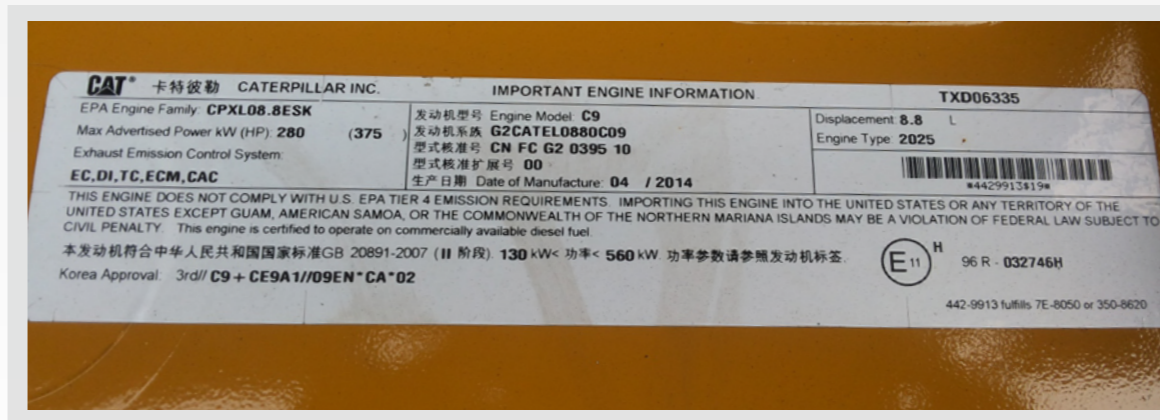 CAT® 卡特彼勒 CATERPILLAR INC. IMPORTANT ENGINE INFORMATION TXD06335
EPA Engine Family: CPXL08.8ESK
Max Advertised Power kW (HP): 280 (375)
Exhaust Emission Control System:
EC,DI,TC,ECM,CAC
发动机型号 Engine Model: C9
发动机系族 G2CATEL0880C09
型式核准号 CN FC G2 0395 10
型式核准扩展号 00
生产日期 Date of Manufacture: 04 / 2014
Displacement: 8.8 L
Engine Type: 2025
*4429913$19*
THIS ENGINE DOES NOT COMPLY WITH U.S. EPA TIER 4 EMISSION REQUIREMENTS. IMPORTING THIS ENGINE INTO THE UNITED STATES OR ANY TERRITORY OF THE
UNITED STATES EXCEPT GUAM, AMERICAN SAMOA, OR THE COMMONWEALTH OF THE NORTHERN MARIANA ISLANDS MAY BE A VIOLATION OF FEDERAL LAW SUBJECT TO
CIVIL PENALTY. This engine is certified to operate on commercially available diesel fuel.
本发动机符合中华人民共和国国家标准GB 20891-2007 (II 阶段). 130 kW< 功率< 560 kW. 功率参数请参照发动机标签.
Korea Approval: 3rd// C9+CE9A1//09EN*CA*02
E11 H 96 R - 032746H
442-9913 fulfills 7E-8050 or 350-8620